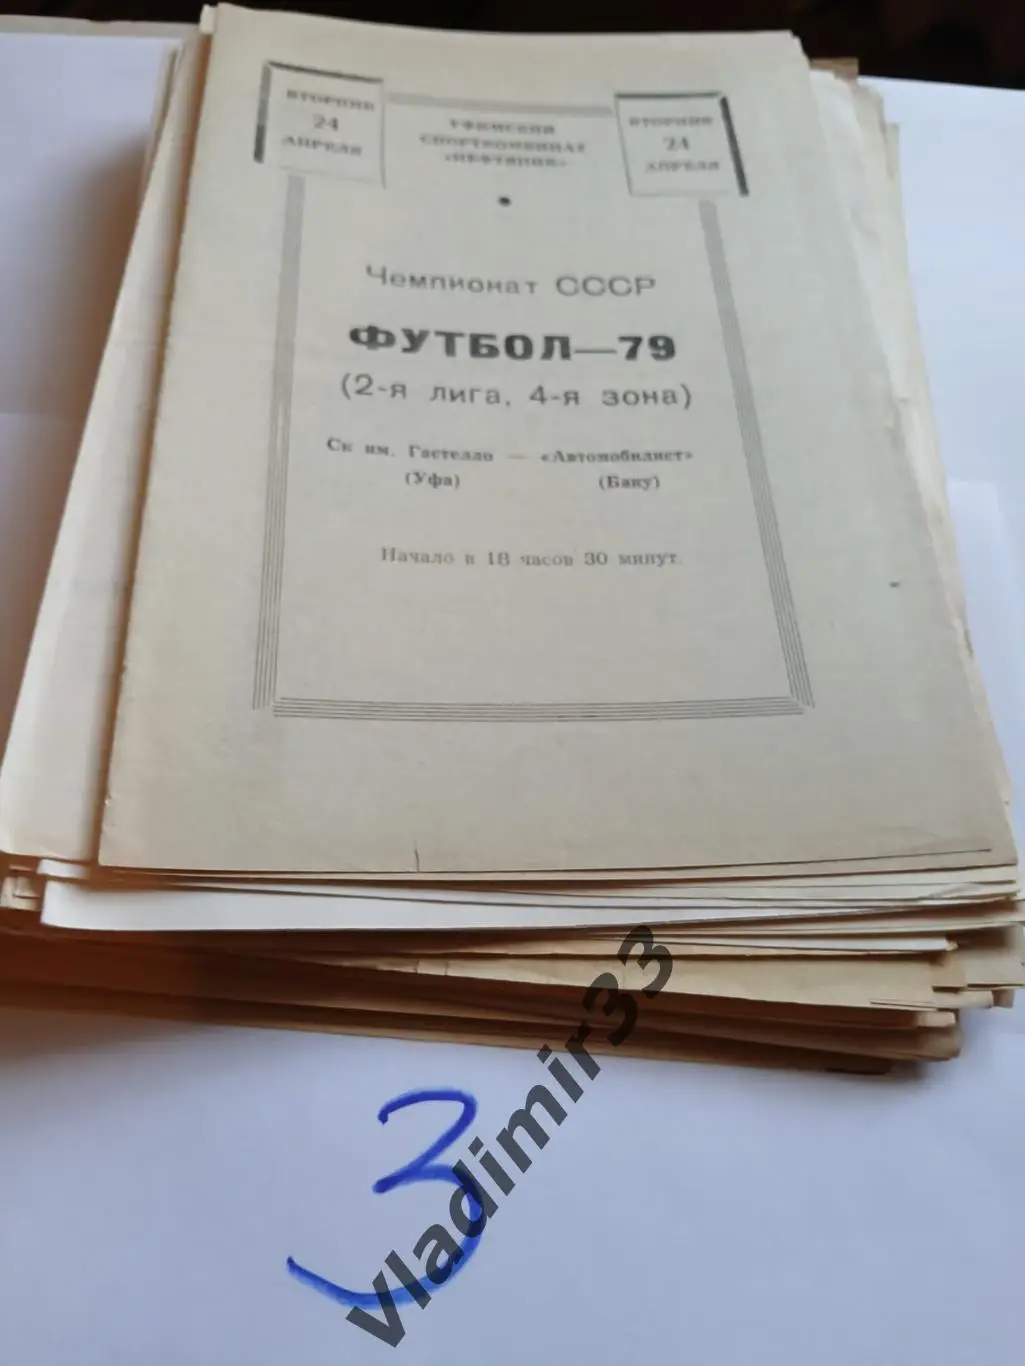 ВТОРНИК
24
АПРЕЛЯ
УФИМСКИЙ
СПОРТКОМБИНАТ
«НЕФТЯНИК»
ВТОРНИК
24
АПРЕЛЯ
Чемпионат СССР
ФУТБОЛ—79
(2-я лига, 4-я зона)
Ск им. Гастелло — «Автомобилист»
(Уфа) (Баку)
Начало в 18 часов 30 минут.
3
Vladimir33